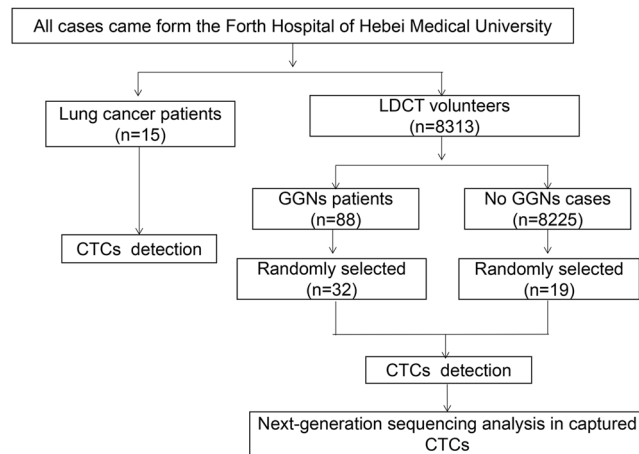 All cases came form the Forth Hospital of Hebei Medical University
Lung cancer patients
(n=15)
LDCT volunteers
(n=8313)
GGNs patients
(n=88)
No GGNs cases
(n=8225)
CTCs detection
Randomly selected
(n=32)
Randomly selected
(n=19)
CTCs detection
Next-generation sequencing analysis in captured
CTCs